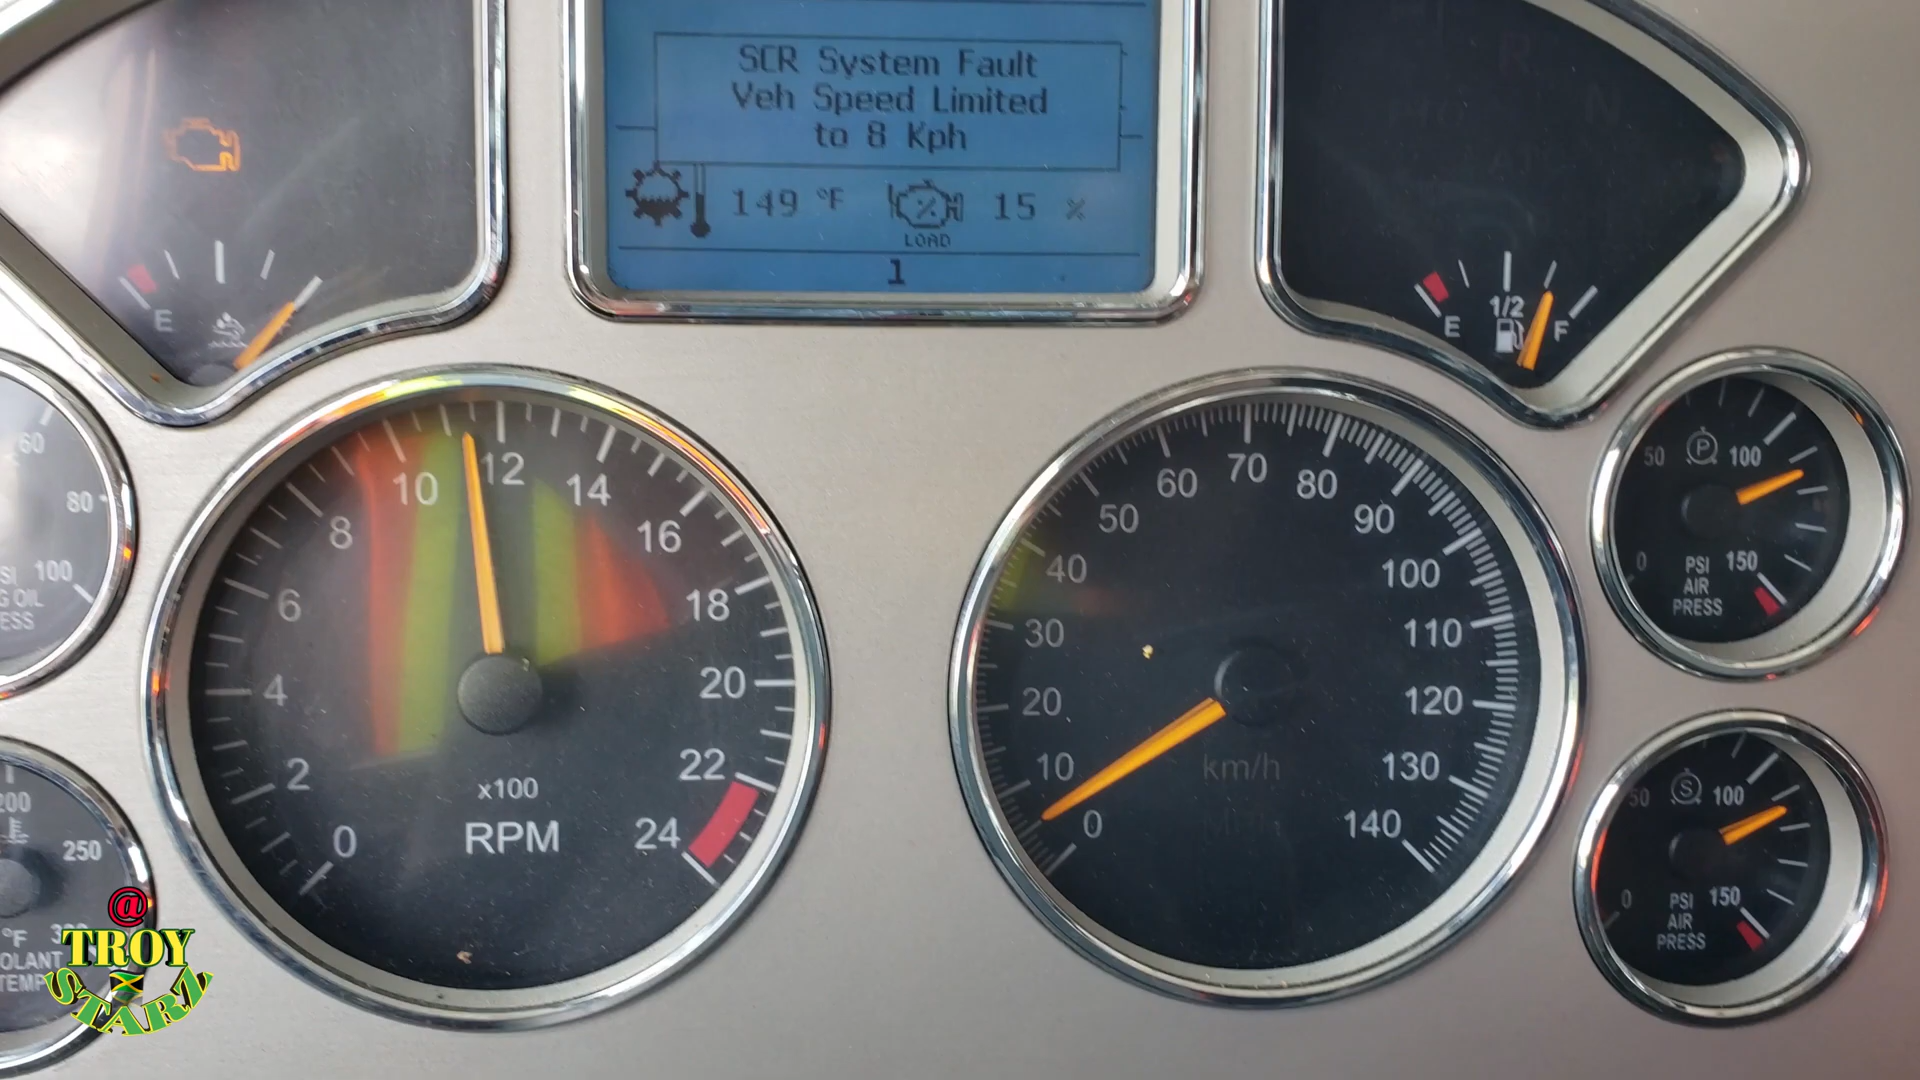 SCR System Fault
Veh Speed Limited
to 8 Kph
149 °F
15 %
LOAD
1
E
E
1/2
F
60
80
100
0
2
4
6
8
10
12
14
16
18
20
22
24
x100
RPM
0
10
20
30
40
50
60
70
80
90
100
110
120
130
140
km/h
0
50
P
100
150
PSI
AIR
PRESS
0
50
S
100
150
PSI
AIR
PRESS
200
250
°F
@
TROY
STARZ